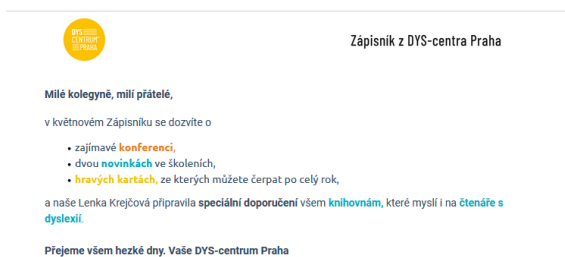 DYS
CENTRUM®
PRAHA
Zápisník z DYS-centra Praha
Milé kolegyně, milí přátelé,
v květnovém Zápisníku se dozvíte o
• zajímavé konferenci,
• dvou novinkách ve školeních,
• hravých kartách, ze kterých můžete čerpat po celý rok,
a naše Lenka Krejčová připravila speciální doporučení všem knihovnám, které myslí i na čtenáře s
dyslexií.
Přejeme všem hezké dny. Vaše DYS-centrum Praha